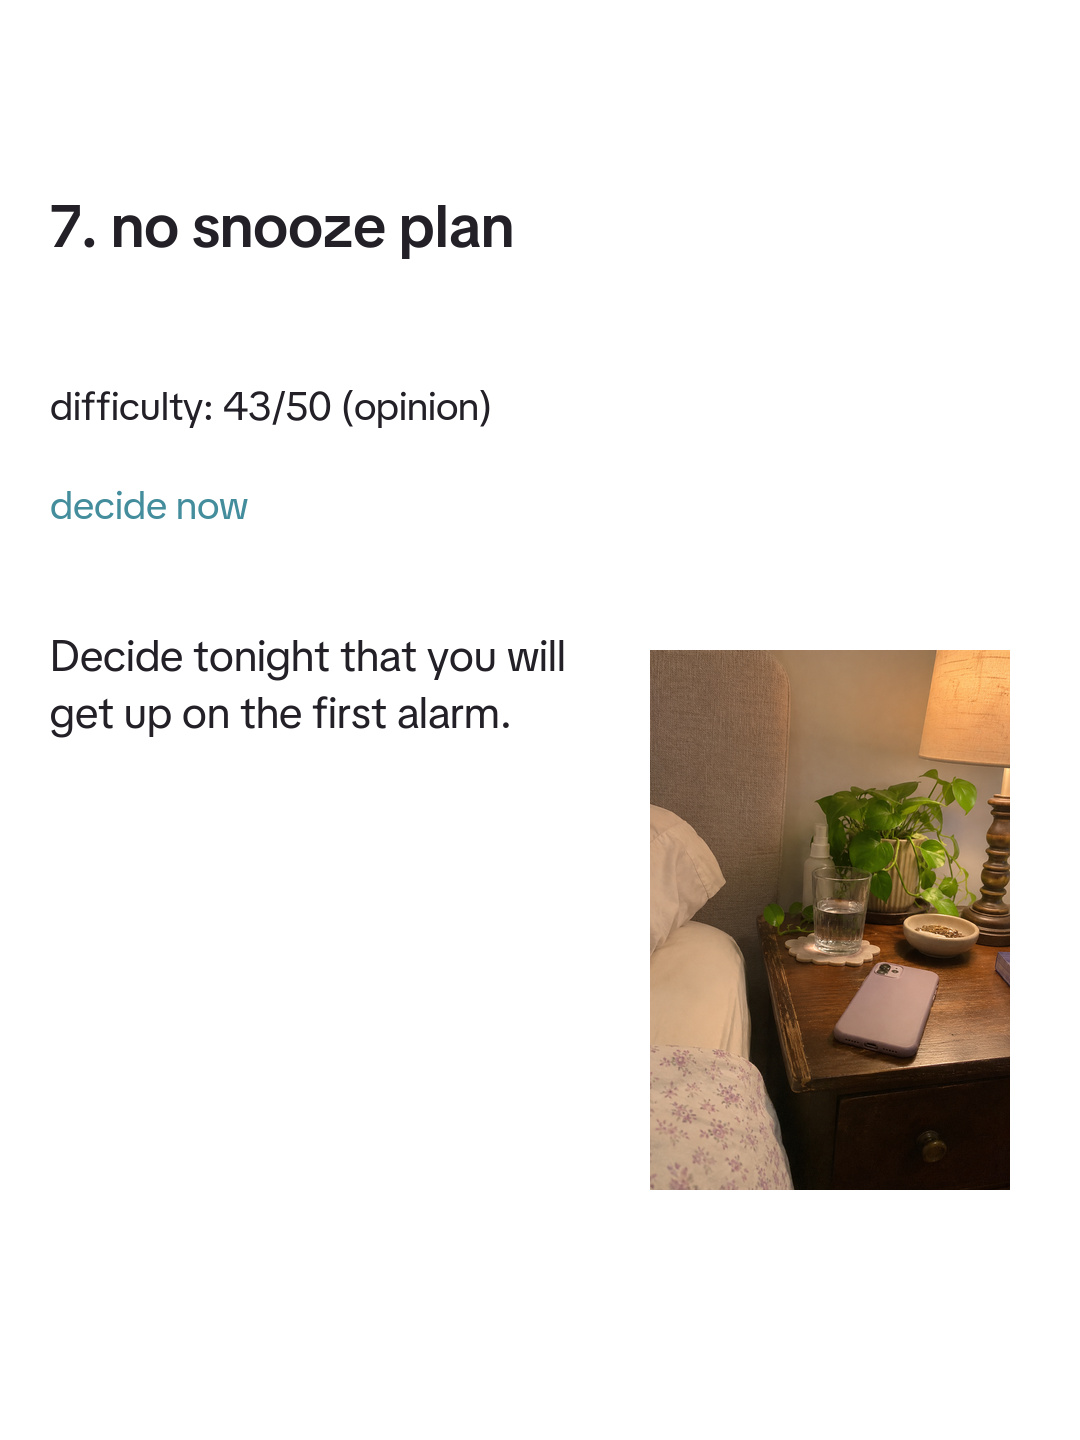 7. no snooze plan
difficulty: 43/50 (opinion)
decide now
Decide tonight that you will
get up on the first alarm.